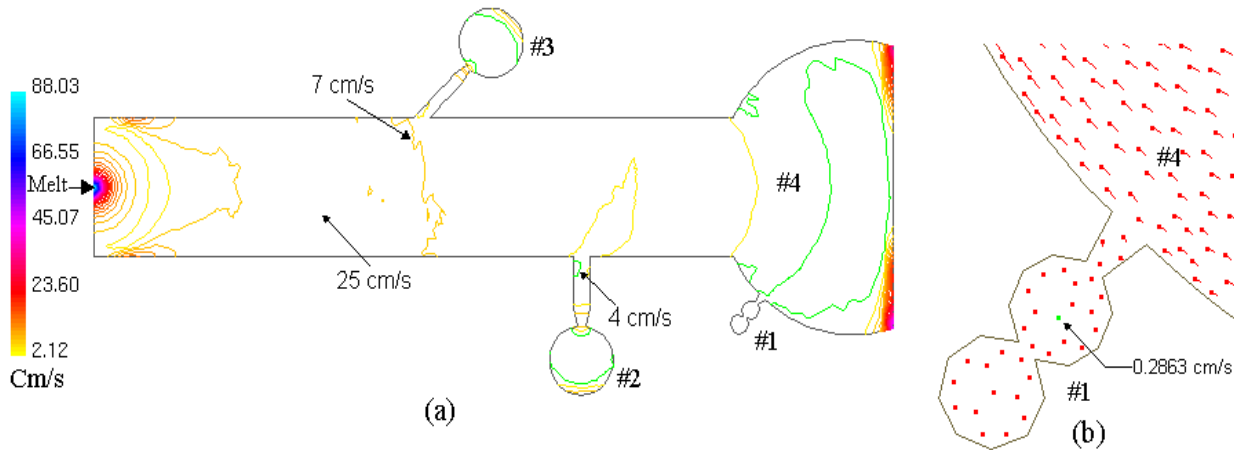 #3
7 cm/s
88.03
66.55
Melt
45.07
23.60
2.12
Cm/s
#4
25 cm/s
4 cm/s
#1
#2
(a)
#4
0.2863 cm/s
#1
(b)